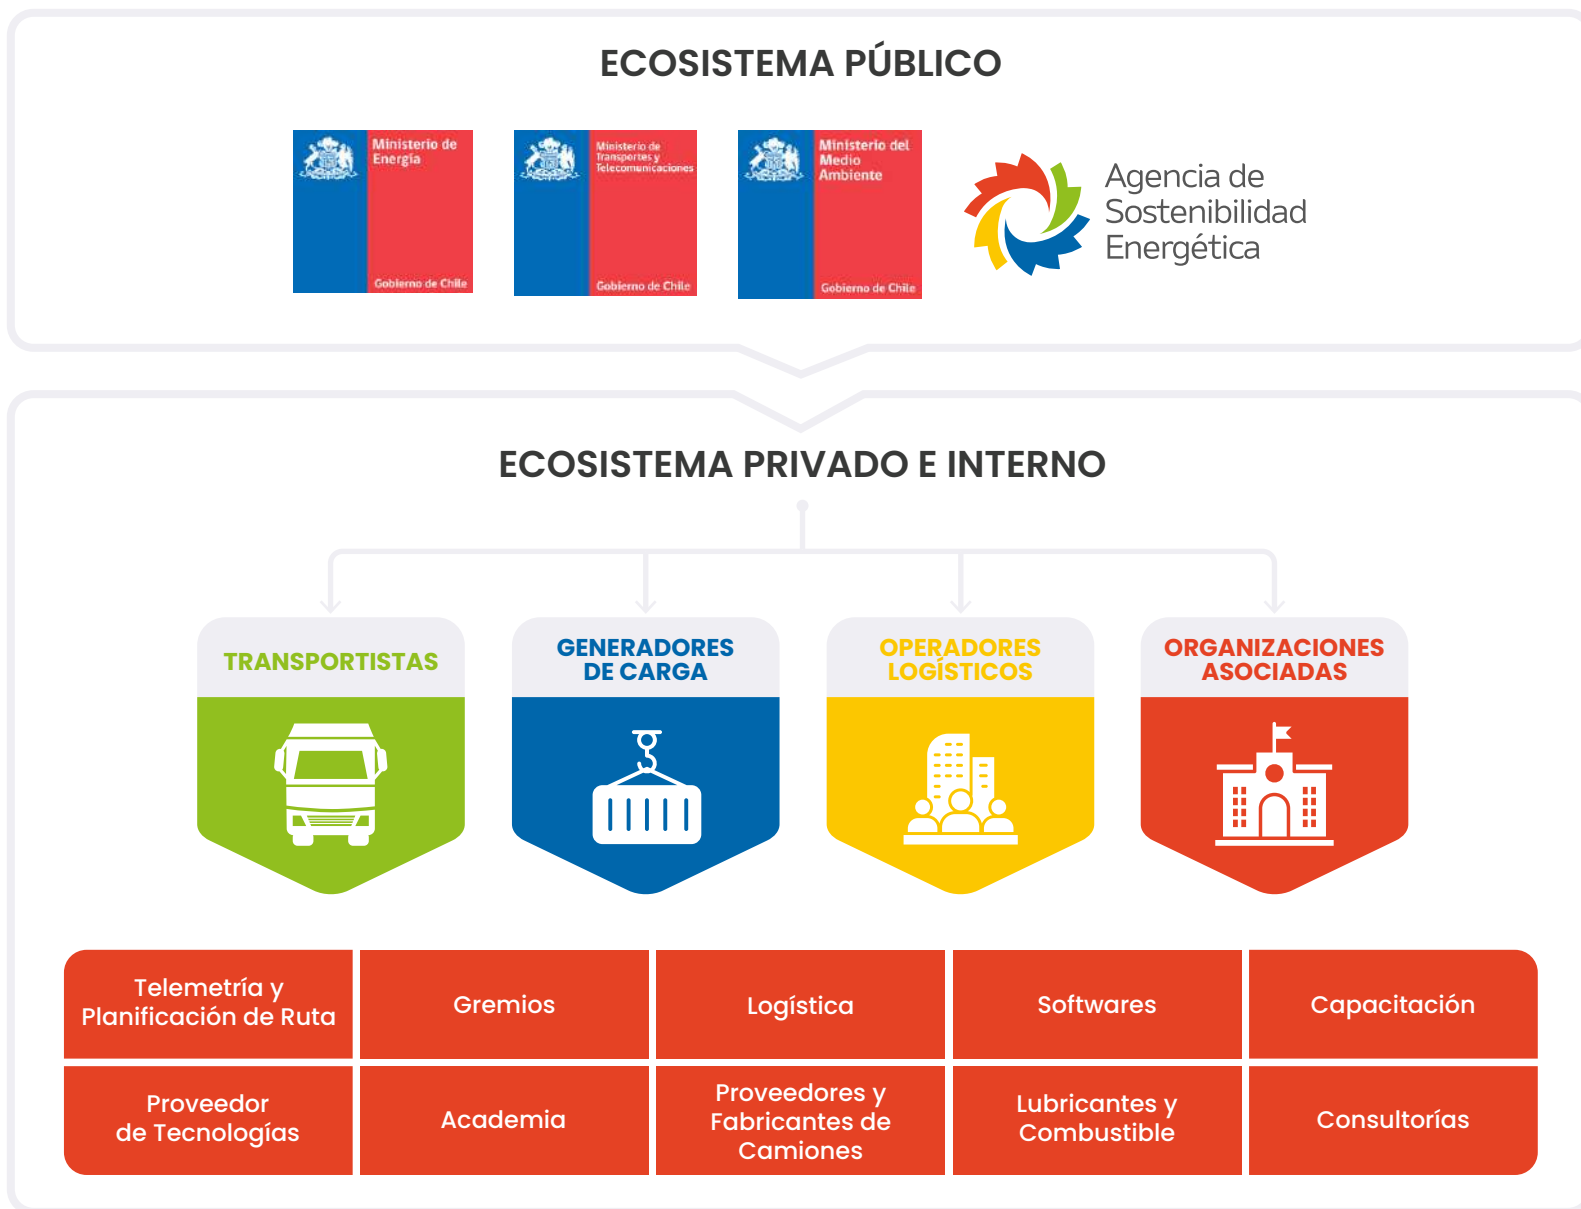 ECOSISTEMA PÚBLICO
Ministerio de
Energía
Gobierno de Chile
Ministerio de
Transportes y
Telecomunicaciones
Gobierno de Chile
Ministerio del
Medio
Ambiente
Gobierno de Chile
Agencia de
Sostenibilidad
Energética
ECOSISTEMA PRIVADO E INTERNO
TRANSPORTISTAS
GENERADORES
DE CARGA
OPERADORES
LOGÍSTICOS
ORGANIZACIONES
ASOCIADAS
Telemetría y
Planificación de Ruta
Gremios
Logística
Softwares
Capacitación
Proveedor
de Tecnologías
Academia
Proveedores y
Fabricantes de
Camiones
Lubricantes y
Combustible
Consultorías